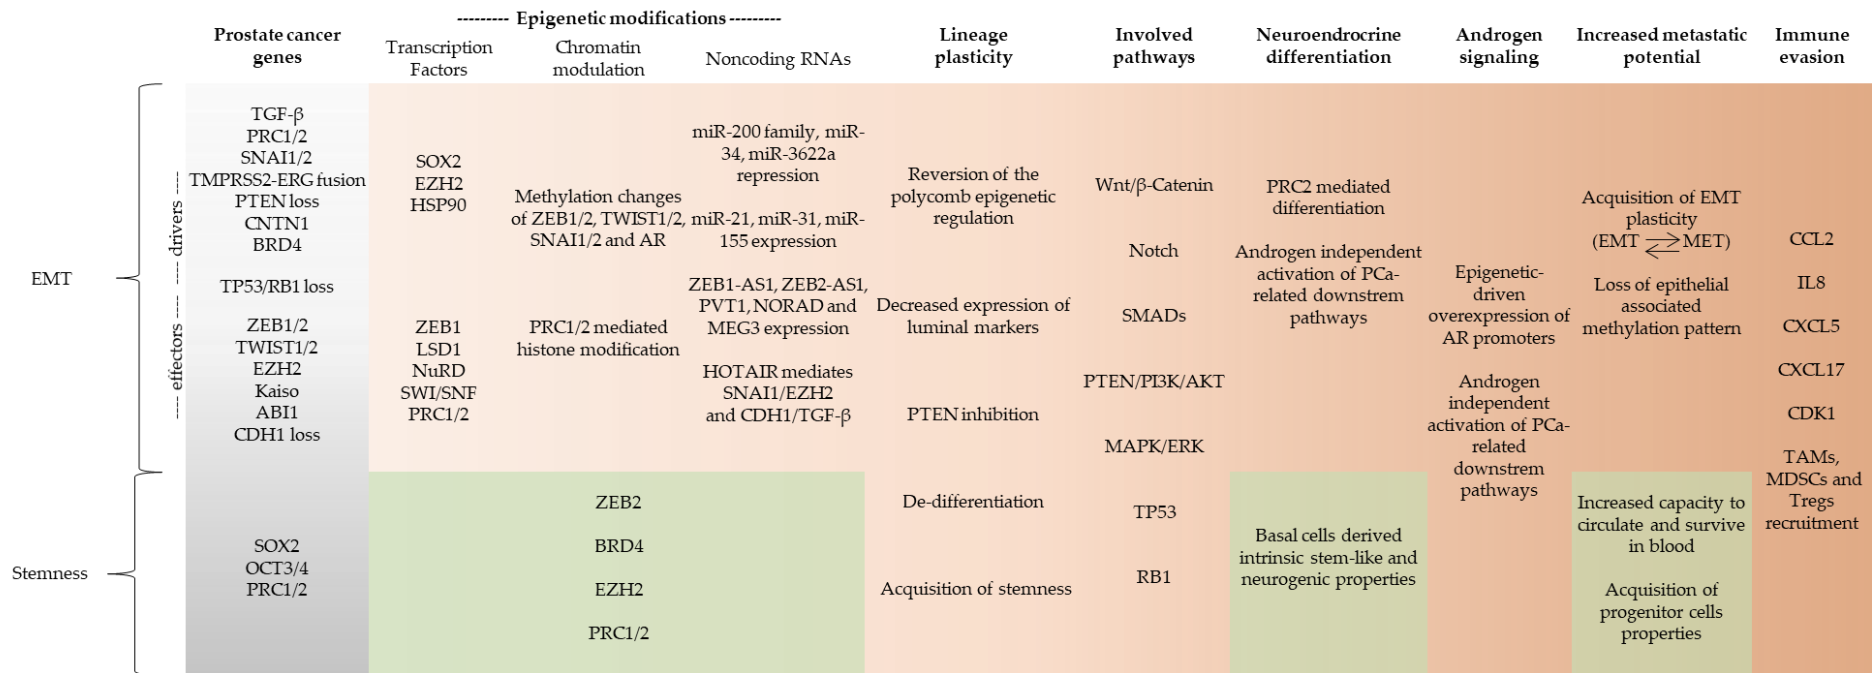 --------- Epigenetic modifications ---------
Prostate cancer
genes
Transcription
Factors
Chromatin
modulation
Noncoding RNAs
Lineage
plasticity
Involved
pathways
Neuroendocrine
differentiation
Androgen
signaling
Increased metastatic
potential
Immune
evasion
EMT
---- effectors ---- ---- drivers ----
TGF-β
PRC1/2
SNAI1/2
TMPRSS2-ERG fusion
PTEN loss
CNTN1
BRD4
TP53/RB1 loss
ZEB1/2
TWIST1/2
EZH2
Kaiso
ABI1
CDH1 loss
SOX2
EZH2
HSP90
ZEB1
LSD1
NuRD
SWI/SNF
PRC1/2
Methylation changes
of ZEB1/2, TWIST1/2,
SNAI1/2 and AR
PRC1/2 mediated
histone modification
miR-200 family, miR-
34, miR-3622a
repression
miR-21, miR-31, miR-
155 expression
ZEB1-AS1, ZEB2-AS1,
PVT1, NORAD and
MEG3 expression
HOTAIR mediates
SNAI1/EZH2
and CDH1/TGF-β
Reversion of the
polycomb epigenetic
regulation
Decreased expression of
luminal markers
PTEN inhibition
De-differentiation
Acquisition of stemness
Wnt/β-Catenin
Notch
SMADs
PTEN/PI3K/AKT
MAPK/ERK
TP53
RB1
PRC2 mediated
differentiation
Androgen independent
activation of PCa-
related downstrem
pathways
Epigenetic-
driven
overexpression of
AR promoters
Androgen
independent
activation of PCa-
related
downstrem
pathways
Acquisition of EMT
plasticity
(EMT ⇄ MET)
Loss of epithelial
associated
methylation pattern
CCL2
IL8
CXCL5
CXCL17
CDK1
TAMs,
MDSCs and
Tregs
recruitment
Stemness
SOX2
OCT3/4
PRC1/2
ZEB2
BRD4
EZH2
PRC1/2
Basal cells derived
intrinsic stem-like and
neurogenic properties
Increased capacity to
circulate and survive
in blood
Acquisition of
progenitor cells
properties